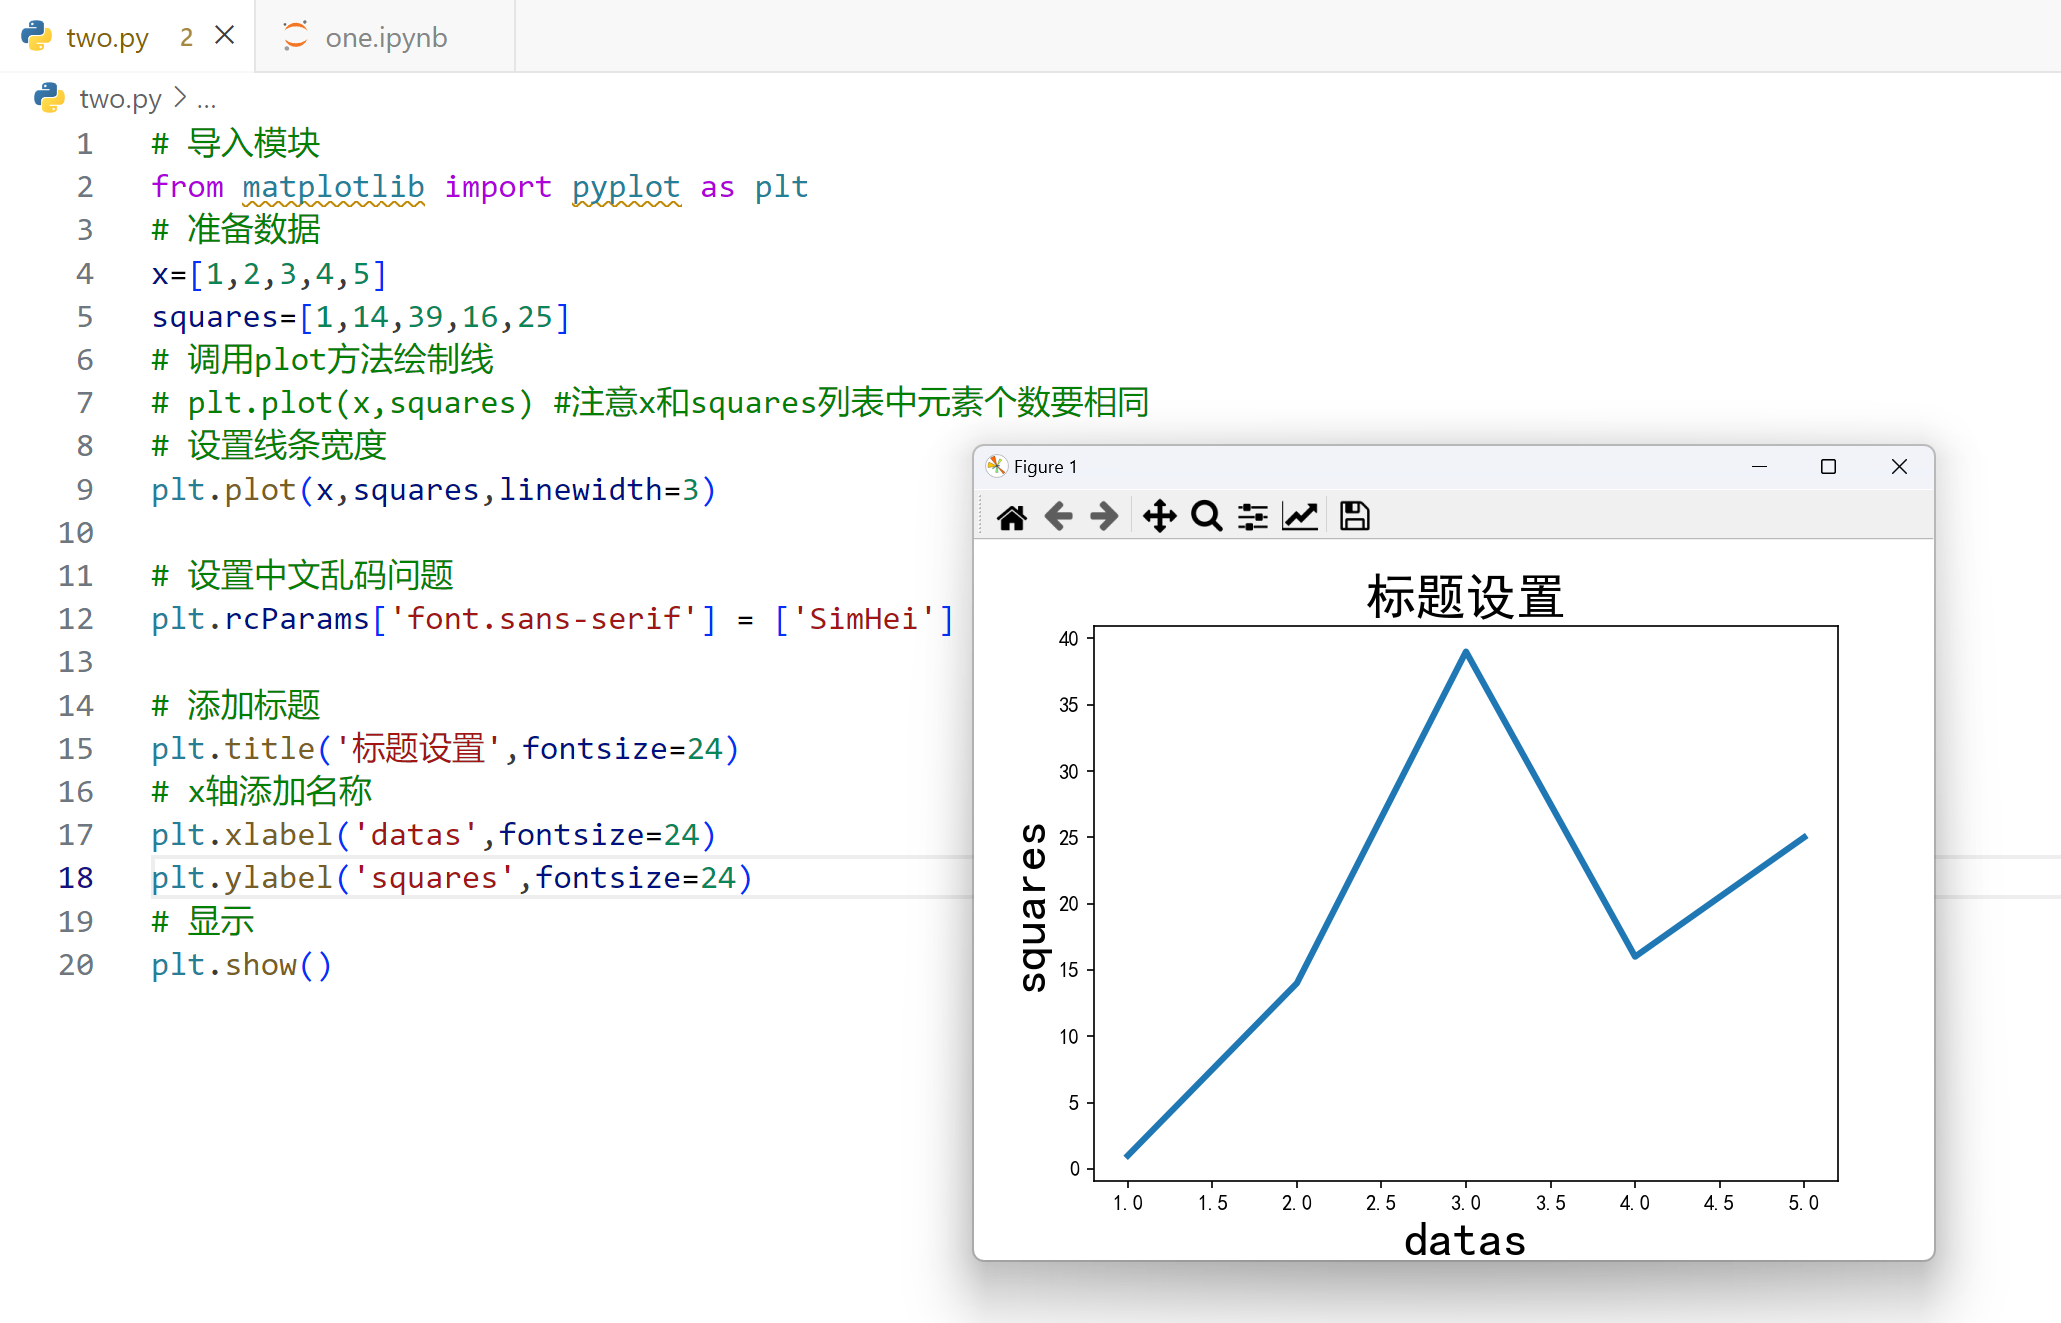 two.py 2
one.ipynb
two.py > ...
1 # 导入模块
2 from matplotlib import pyplot as plt
3 # 准备数据
4 x=[1,2,3,4,5]
5 squares=[1,14,39,16,25]
6 # 调用plot方法绘制线
7 # plt.plot(x,squares) #注意x和squares列表中元素个数要相同
8 # 设置线条宽度
9 plt.plot(x,squares,linewidth=3)
10
11 # 设置中文乱码问题
12 plt.rcParams['font.sans-serif'] = ['SimHei']
13
14 # 添加标题
15 plt.title('标题设置',fontsize=24)
16 # x轴添加名称
17 plt.xlabel('datas',fontsize=24)
18 plt.ylabel('squares',fontsize=24)
19 # 显示
20 plt.show()
Figure 1
标题设置
40
35
30
25
20
15
10
5
0
squares
1.0 1.5 2.0 2.5 3.0 3.5 4.0 4.5 5.0
datas